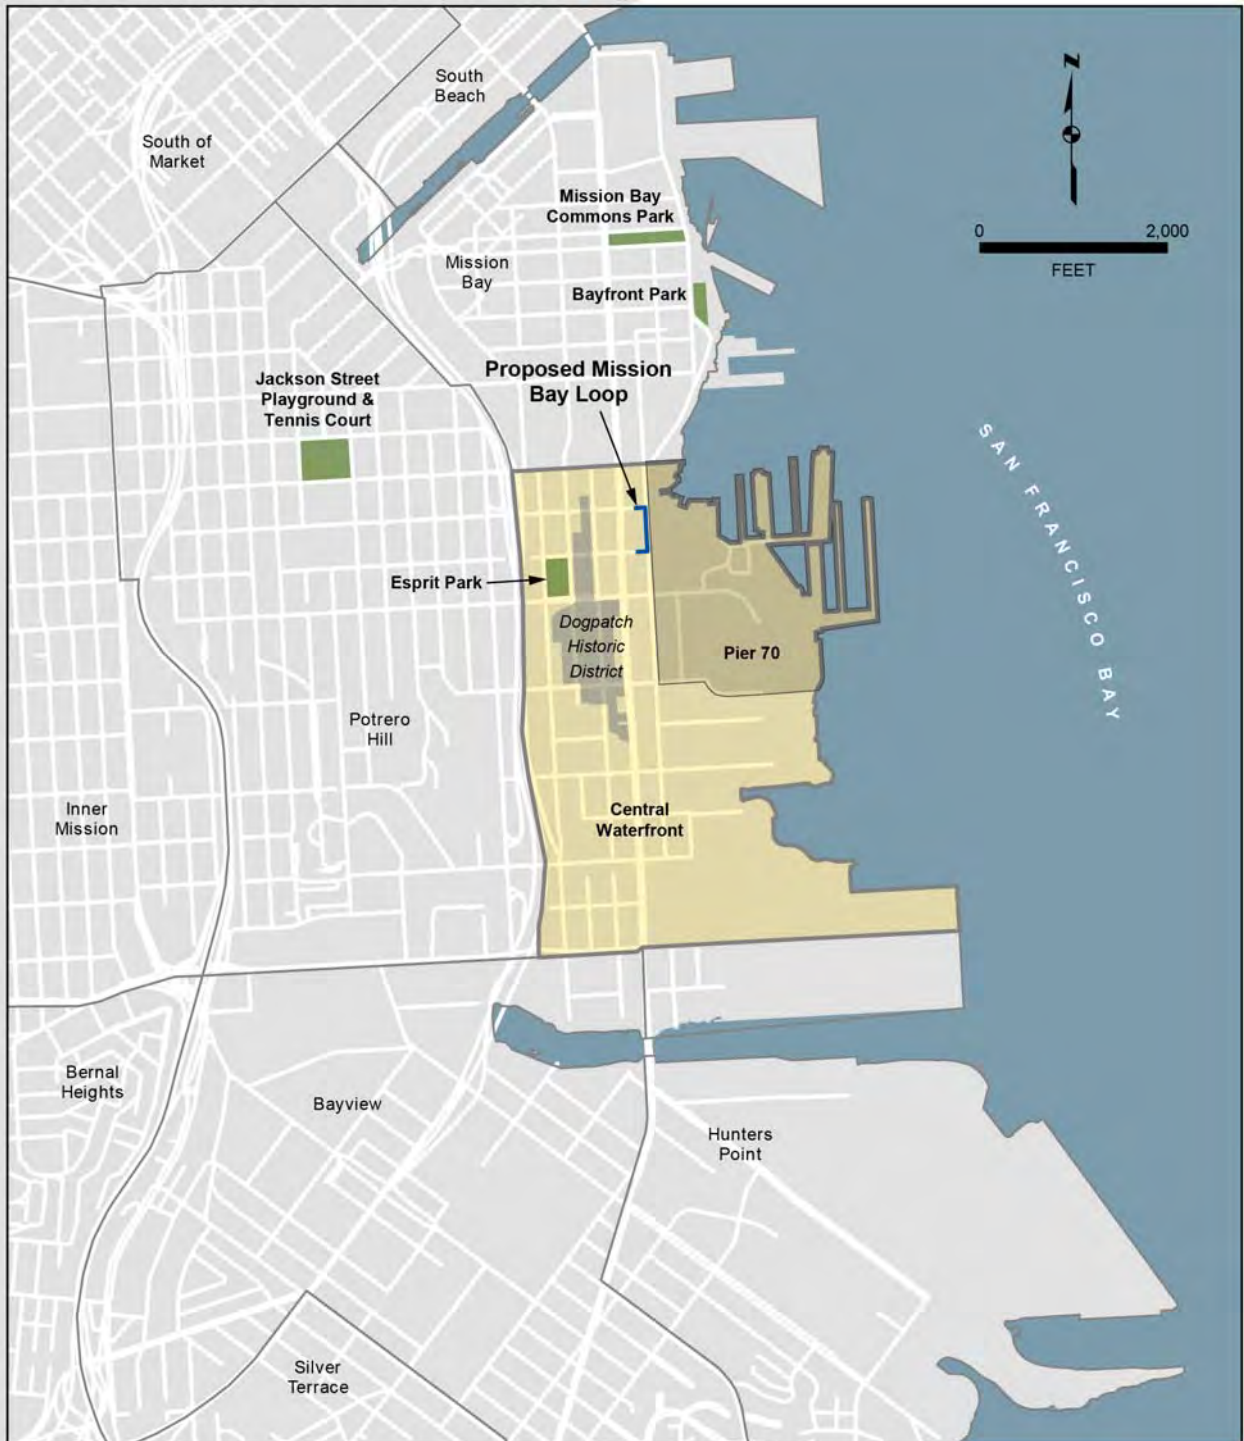 South
Beach
South of
Market
Z
Mission Bay
Commons Park
0 2,000
FEET
Mission
Bay
Bayfront Park
Proposed Mission
Bay Loop
Jackson Street
Playground &
Tennis Court
SAN FRANCISCO BAY
Esprit Park
Dogpatch
Historic
District
Pier 70
Potrero
Hill
Inner
Mission
Central
Waterfront
Bernal
Heights
Bayview
Hunters
Point
Silver
Terrace